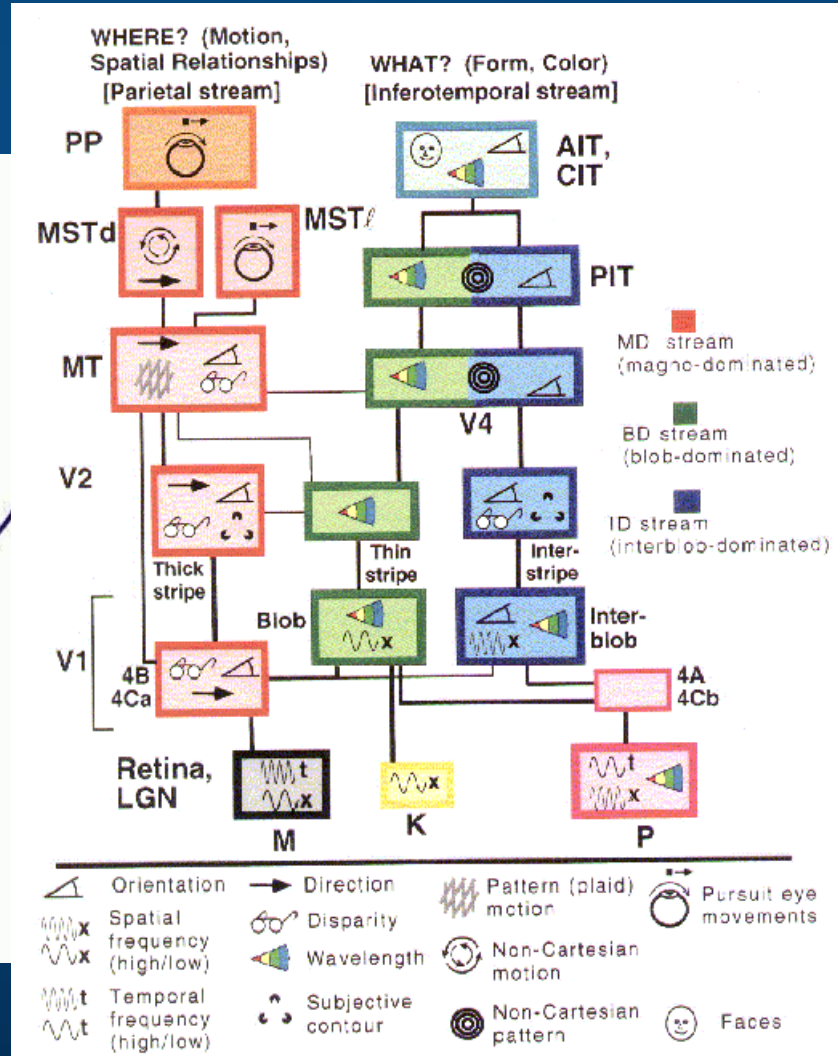 WHERE? (Motion,
Spatial Relationships)
[Parietal stream]
WHAT? (Form, Color)
[Inferotemporal stream]
PP
AIT,
CIT
MSTd
MSTℓ
PIT
MT
V4
MD stream
(magno-dominated)
BD stream
(blob-dominated)
ID stream
(interblob-dominated)
V2
Thick
stripe
Thin
stripe
Inter-
stripe
V1
Blob
x
x
Inter-
blob
4B
4Ca
4A
4Cb
Retina,
LGN
t
x
x
t
x
M
K
P
Orientation
Direction
Pattern (plaid)
motion
Pursuit eye
movements
x
x
Spatial
frequency
(high/low)
Disparity
Wavelength
Non-Cartesian
motion
t
t
Temporal
frequency
(high/low)
Subjective
contour
Non-Cartesian
pattern
Faces